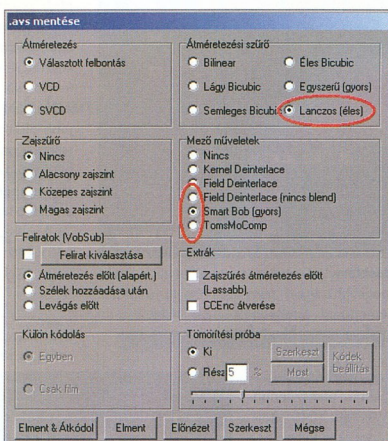 .avs mentése
Átméretezés
Választott felbontás
VCD
SVCD
Átméretezési szűrő
Bilinear
Éles Bicubic
Lágy Bicubic
Egyszerű (gyors)
Semleges Bicubic
Lanczos (éles)
Zajszűrő
Nincs
Alacsony zajszint
Közepes zajszint
Magas zajszint
Mező műveletek
Nincs
Kernel Deinterlace
Field Deinterlace
Field Deinterlace (nincs blend)
Smart Bob (gyors)
TomsMoComp
Feliratok (VobSub)
Felirat kiválasztása
Átméretezés előtt (alapért.)
Szélek hozzáadása után
Levágás előtt
Extrák
Zajszűrés átméretezés előtt
(Lassabb).
CCEnc átverése
Külön kódolás
Egyben
Csak film
Tömörítési próba
Ki
Szerkeszt
Kódek
beállítás
Rész 5 %
Most
Elment & Átkódol
Elment
Előnézet
Szerkeszt
Mégse